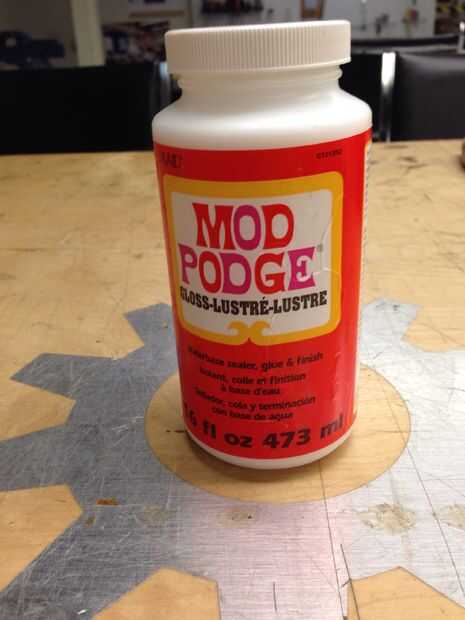 MOD
PODGE®
GLOSS-LUSTRÉ-LUSTRE
waterbase sealer, glue & finish
isolant, colle et finition
à base d'eau
sellador, cola y terminación
con base de agua
16 fl oz 473 ml